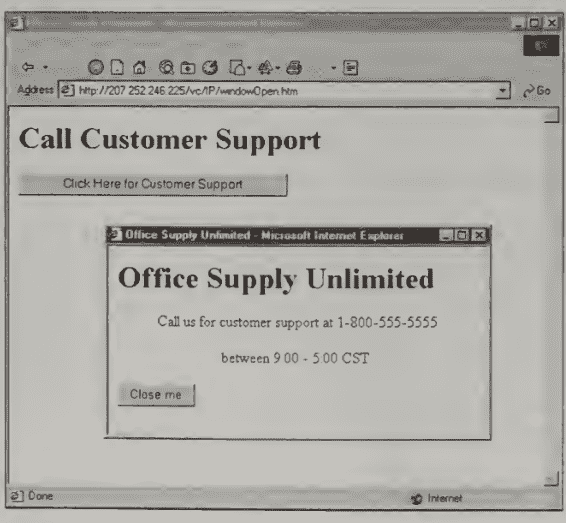 Address http://207.252.246.225/vc/IP/windowOpen.htm Go
Call Customer Support
Click Here for Customer Support
Office Supply Unlimited - Microsoft Internet Explorer
Office Supply Unlimited
Call us for customer support at 1-800-555-5555
between 9:00 - 5:00 CST
Close me
Done Internet